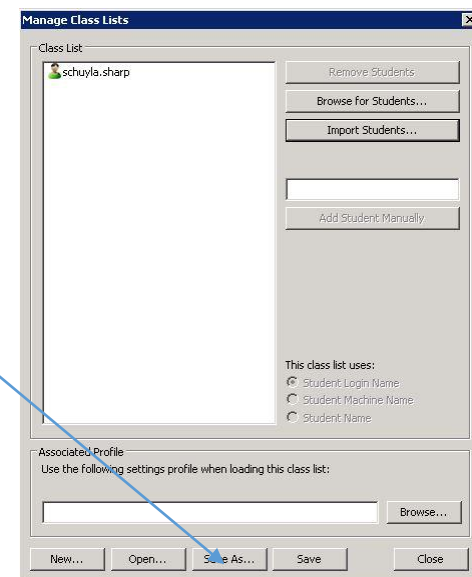 Manage Class Lists
Class List
schuyla.sharp
Remove Students
Browse for Students...
Import Students...
Add Student Manually
This class list uses:
Student Login Name
Student Machine Name
Student Name
Associated Profile
Use the following settings profile when loading this class list:
Browse...
New... Open... Save As... Save Close